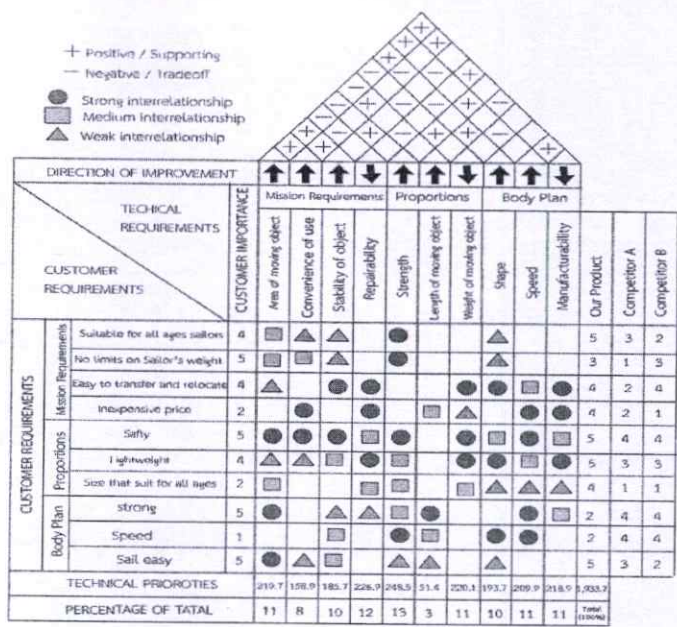 + Positive / Supporting
— Negative / Tradeoff
Strong interrelationship
Medium Interrelationship
Weak interrelationship
DIRECTION OF IMPROVEMENT
Mission Requirements Proportions Body Plan
TECHICAL REQUIREMENTS
CUSTOMER REQUIREMENTS
CUSTOMER IMPORTANCE
Area of moving object
Convenience of use
Stability of object
Repairability
Strength
Length of moving object
Weight of moving object
Shape
Speed
Manufacturability
Our Product
Competitor A
Competitor B
CUSTOMER REQUIREMENTS
Mission Requirements
Suitable for all ages sailors 4 5 3 2
No limits on Sailor's weight 5 3 1 3
Easy to transfer and relocate 4 4 2 4
Inexpensive price 2 4 2 1
Proportions
Safty 5 5 4 4
Lightweight 4 5 3 3
Size that suit for all ages 2 4 1 1
Body Plan
strong 5 2 4 4
Speed 1 2 4 4
Sail easy 5 5 3 2
TECHNICAL PRIOROTIES 219.7 158.9 185.7 226.9 248.5 51.4 220.1 193.7 209.9 218.9 1,933.7
PERCENTAGE OF TATAL 11 8 10 12 13 3 11 10 11 11 Total (100%)